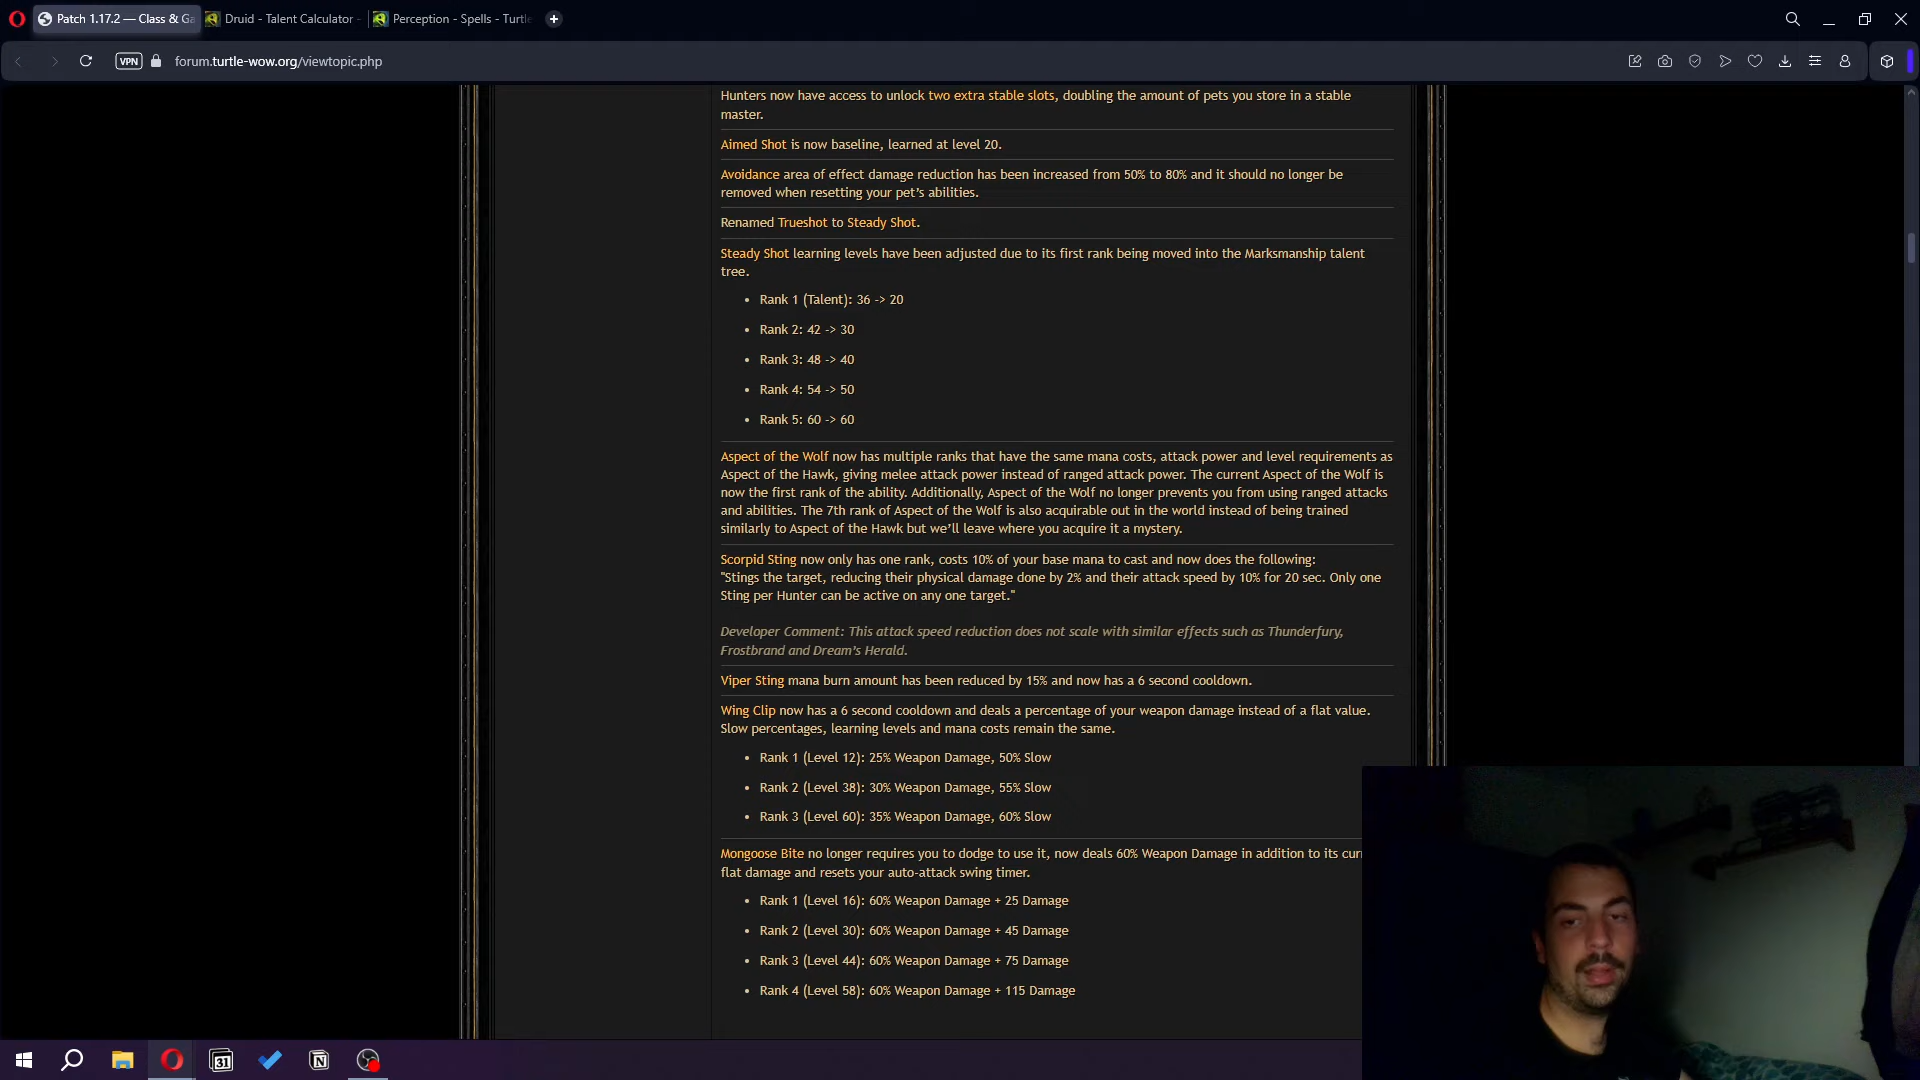 Patch 1.17.2 — Class & Ga
Druid - Talent Calculator -
Perception - Spells - Turtle
VPN
forum.turtle-wow.org/viewtopic.php
Hunters now have access to unlock two extra stable slots, doubling the amount of pets you store in a stable
master.
Aimed Shot is now baseline, learned at level 20.
Avoidance area of effect damage reduction has been increased from 50% to 80% and it should no longer be
removed when resetting your pet's abilities.
Renamed Trueshot to Steady Shot.
Steady Shot learning levels have been adjusted due to its first rank being moved into the Marksmanship talent
tree.
• Rank 1 (Talent): 36 -> 20
• Rank 2: 42 -> 30
• Rank 3: 48 -> 40
• Rank 4: 54 -> 50
• Rank 5: 60 -> 60
Aspect of the Wolf now has multiple ranks that have the same mana costs, attack power and level requirements as
Aspect of the Hawk, giving melee attack power instead of ranged attack power. The current Aspect of the Wolf is
now the first rank of the ability. Additionally, Aspect of the Wolf no longer prevents you from using ranged attacks
and abilities. The 7th rank of Aspect of the Wolf is also acquirable out in the world instead of being trained
similarly to Aspect of the Hawk but we'll leave where you acquire it a mystery.
Scorpid Sting now only has one rank, costs 10% of your base mana to cast and now does the following:
"Stings the target, reducing their physical damage done by 2% and their attack speed by 10% for 20 sec. Only one
Sting per Hunter can be active on any one target."
Developer Comment: This attack speed reduction does not scale with similar effects such as Thunderfury,
Frostbrand and Dream's Herald.
Viper Sting mana burn amount has been reduced by 15% and now has a 6 second cooldown.
Wing Clip now has a 6 second cooldown and deals a percentage of your weapon damage instead of a flat value.
Slow percentages, learning levels and mana costs remain the same.
• Rank 1 (Level 12): 25% Weapon Damage, 50% Slow
• Rank 2 (Level 38): 30% Weapon Damage, 55% Slow
• Rank 3 (Level 60): 35% Weapon Damage, 60% Slow
Mongoose Bite no longer requires you to dodge to use it, now deals 60% Weapon Damage in addition to its curr
flat damage and resets your auto-attack swing timer.
• Rank 1 (Level 16): 60% Weapon Damage + 25 Damage
• Rank 2 (Level 30): 60% Weapon Damage + 45 Damage
• Rank 3 (Level 44): 60% Weapon Damage + 75 Damage
• Rank 4 (Level 58): 60% Weapon Damage + 115 Damage
31
N